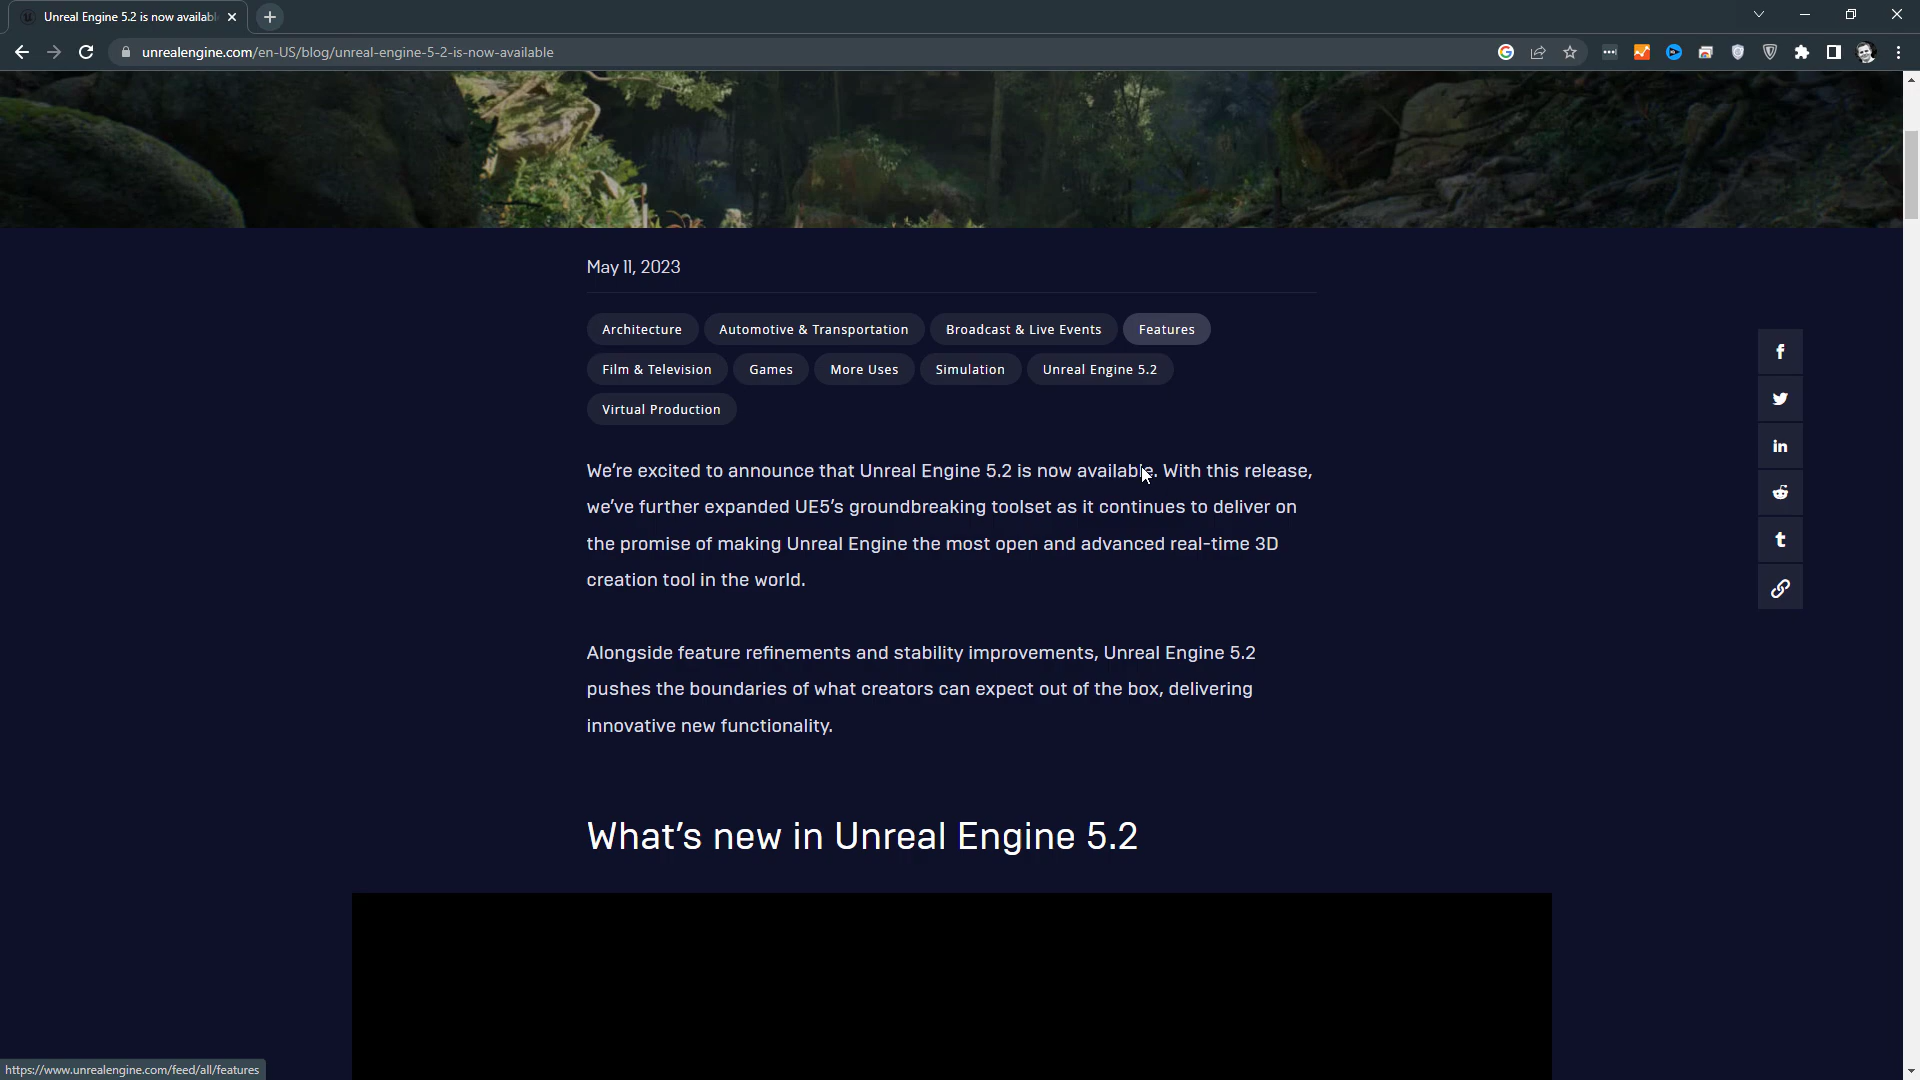 Unreal Engine 5.2 is now availabl
unrealengine.com/en-US/blog/unreal-engine-5-2-is-now-available
May 11, 2023
Architecture Automotive & Transportation Broadcast & Live Events Features
Film & Television Games More Uses Simulation Unreal Engine 5.2
Virtual Production
We’re excited to announce that Unreal Engine 5.2 is now available. With this release,
we’ve further expanded UE5’s groundbreaking toolset as it continues to deliver on
the promise of making Unreal Engine the most open and advanced real-time 3D
creation tool in the world.
Alongside feature refinements and stability improvements, Unreal Engine 5.2
pushes the boundaries of what creators can expect out of the box, delivering
innovative new functionality.
What’s new in Unreal Engine 5.2
https://www.unrealengine.com/feed/all/features